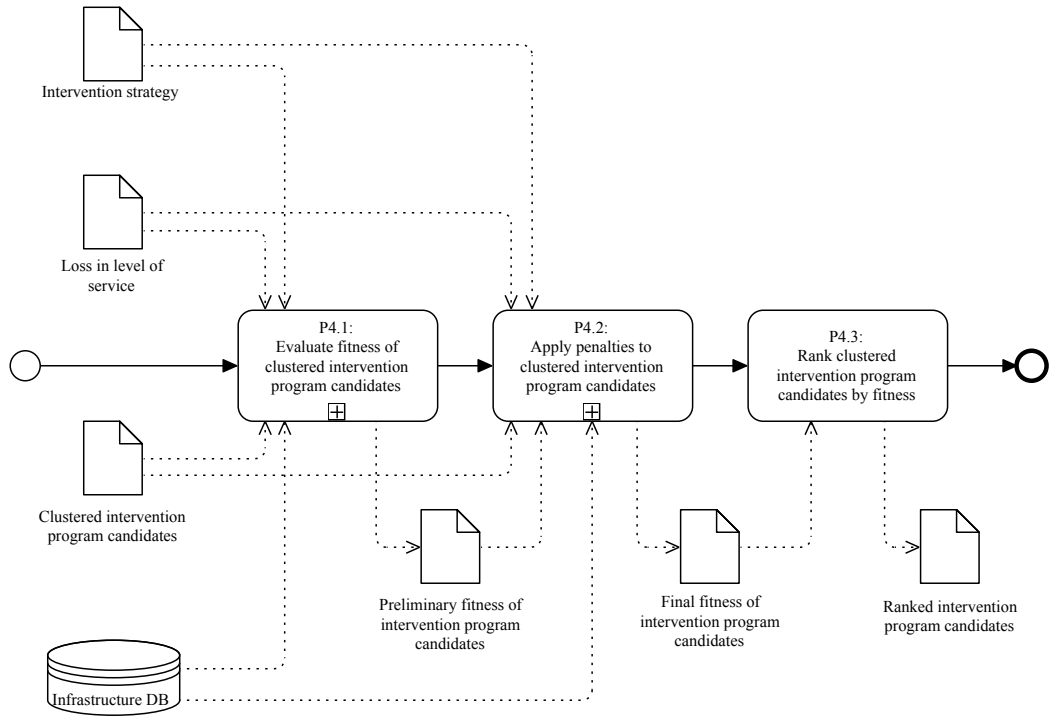 Intervention strategy
Loss in level of
service
P4.1:
Evaluate fitness of
clustered intervention
program candidates
P4.2:
Apply penalties to
clustered intervention
program candidates
P4.3:
Rank clustered
intervention program
candidates by fitness
Clustered intervention
program candidates
Preliminary fitness of
intervention program
candidates
Final fitness of
intervention program
candidates
Ranked intervention
program candidates
Infrastructure DB